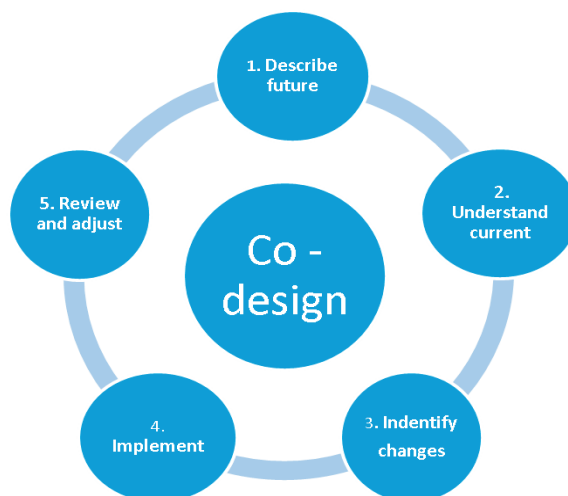 1. Describe
future
2.
Understand
current
3. Indentify
changes
4.
Implement
5. Review
and adjust
Co -
design